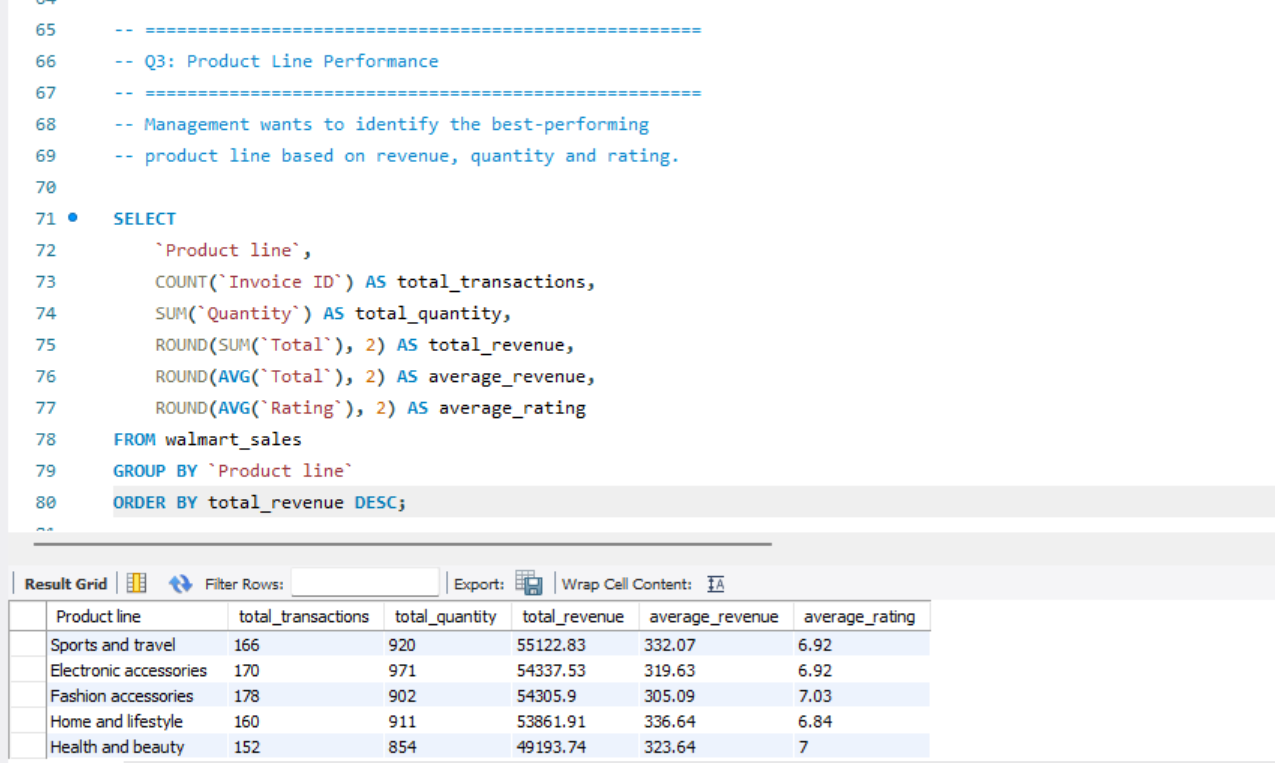 65 -- =====================================================
66 -- Q3: Product Line Performance
67 -- =====================================================
68 -- Management wants to identify the best-performing
69 -- product line based on revenue, quantity and rating.
70
71 SELECT
72 `Product line`,
73 COUNT(`Invoice ID`) AS total_transactions,
74 SUM(`Quantity`) AS total_quantity,
75 ROUND(SUM(`Total`), 2) AS total_revenue,
76 ROUND(AVG(`Total`), 2) AS average_revenue,
77 ROUND(AVG(`Rating`), 2) AS average_rating
78 FROM walmart_sales
79 GROUP BY `Product line`
80 ORDER BY total_revenue DESC;
Result Grid Filter Rows: Export: Wrap Cell Content: IA
Product line total_transactions total_quantity total_revenue average_revenue average_rating
Sports and travel 166 920 55122.83 332.07 6.92
Electronic accessories 170 971 54337.53 319.63 6.92
Fashion accessories 178 902 54305.9 305.09 7.03
Home and lifestyle 160 911 53861.91 336.64 6.84
Health and beauty 152 854 49193.74 323.64 7